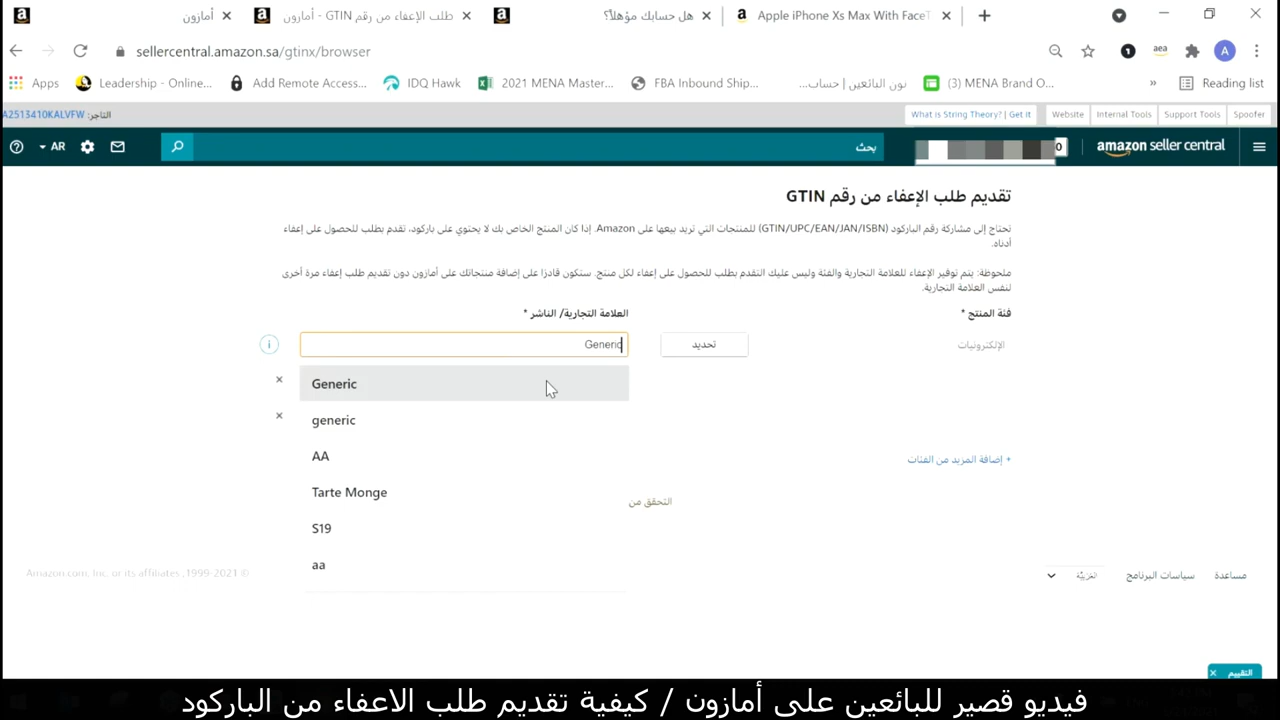 أمازون
طلب الإعفاء من رقم GTIN - أمازون
هل حسابك مؤهلاً؟
Apple iPhone Xs Max With FaceT
sellercentral.amazon.sa/gtinx/browser
Apps
Leadership - Online...
Add Remote Access...
IDQ Hawk
2021 MENA Master...
FBA Inbound Ship...
نون البائعين | حساب...
(3) MENA Brand O...
»
Reading list
التاجر: A2513410KALVFW
What is String Theory? | Get it
Website
Internal Tools
Support Tools
Spoofer
AR
بحث
0
amazon seller central
تقديم طلب الإعفاء من رقم GTIN
تحتاج إلى مشاركة رقم الباركود (GTIN/UPC/EAN/JAN/ISBN) للمنتجات التي تريد بيعها على Amazon. إذا كان المنتج الخاص بك لا يحتوي على باركود، تقدم بطلب للحصول على إعفاء
أدناه.
ملحوظة: يتم توفير الإعفاء للعلامة التجارية والفئة وليس عليك التقدم بطلب للحصول على إعفاء لكل منتج. ستكون قادرًا على إضافة منتجاتك على أمازون دون تقديم طلب إعفاء مرة أخرى
لنفس العلامة التجارية.
فئة المنتج *
العلامة التجارية/ الناشر *
الإلكترونيات
تحديد
Generic
Generic
generic
AA
Tarte Monge
S19
aa
+ إضافة المزيد من الفئات
التحقق من
مساعدة
سياسات البرنامج
العَرَبِيَّة
Amazon.com, Inc. or its affiliates ,1999-2021 ©
التقييم
فيديو قصير للبائعين على أمازون / كيفية تقديم طلب الاعفاء من الباركود